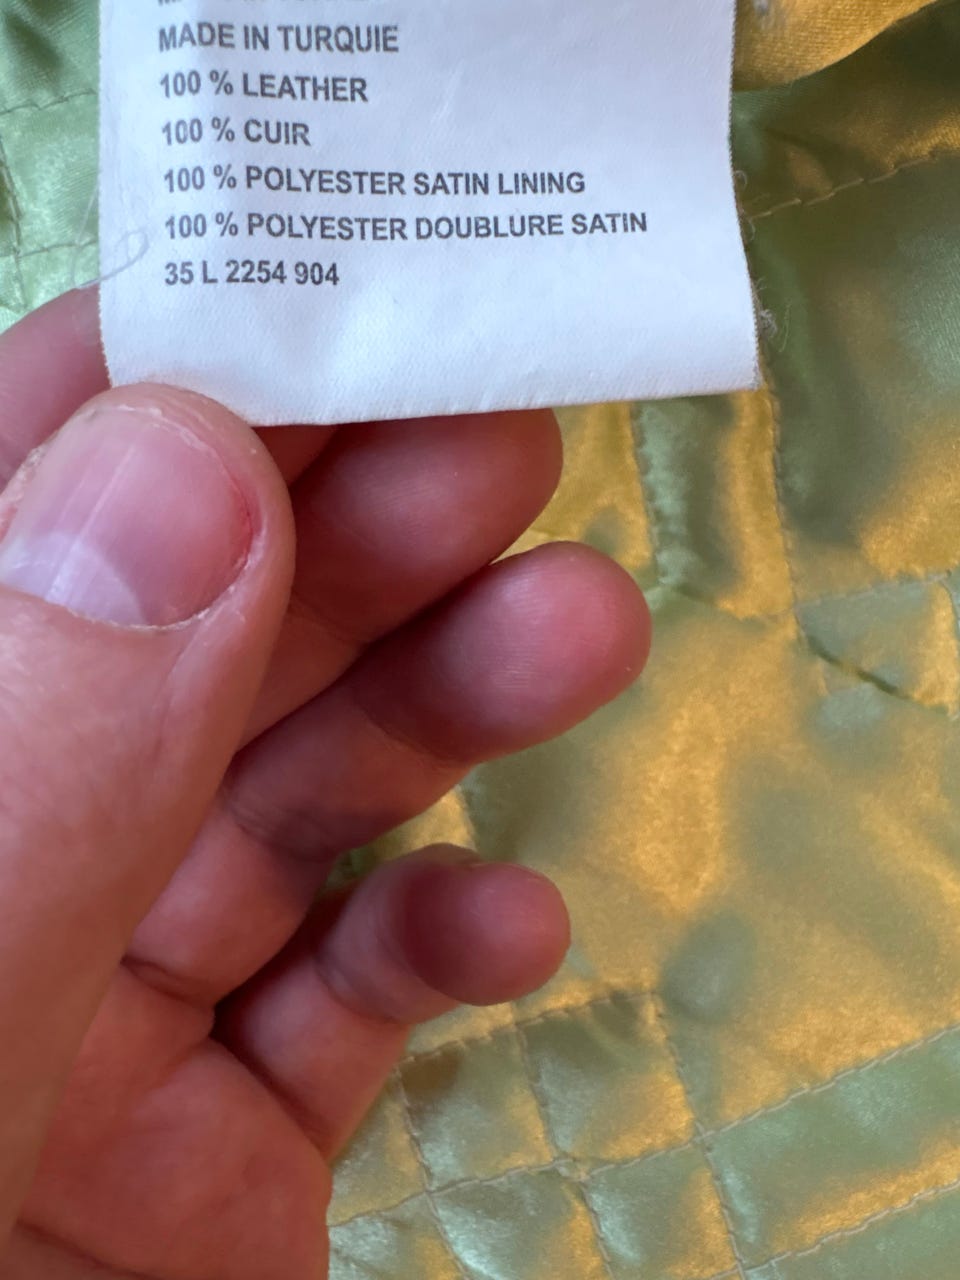 MADE IN TURQUIE
100 % LEATHER
100 % CUIR
100 % POLYESTER SATIN LINING
100 % POLYESTER DOUBLURE SATIN
35 L 2254 904